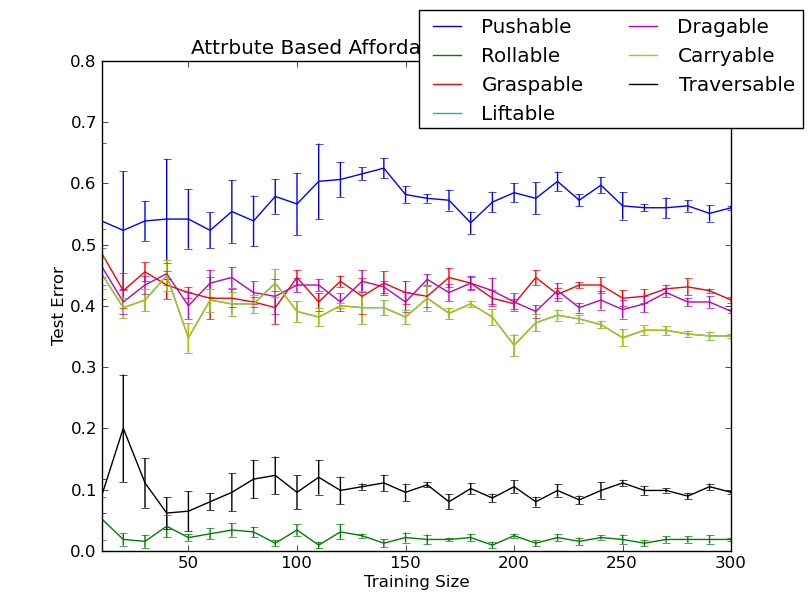 Attrbute Based
Pushable
Rollable
Graspable
Liftable
Dragable
Carryable
Traversable
Test Error
0.8
0.7
0.6
0.5
0.4
0.3
0.2
0.1
0.0
50
100
150
200
250
300
Training Size